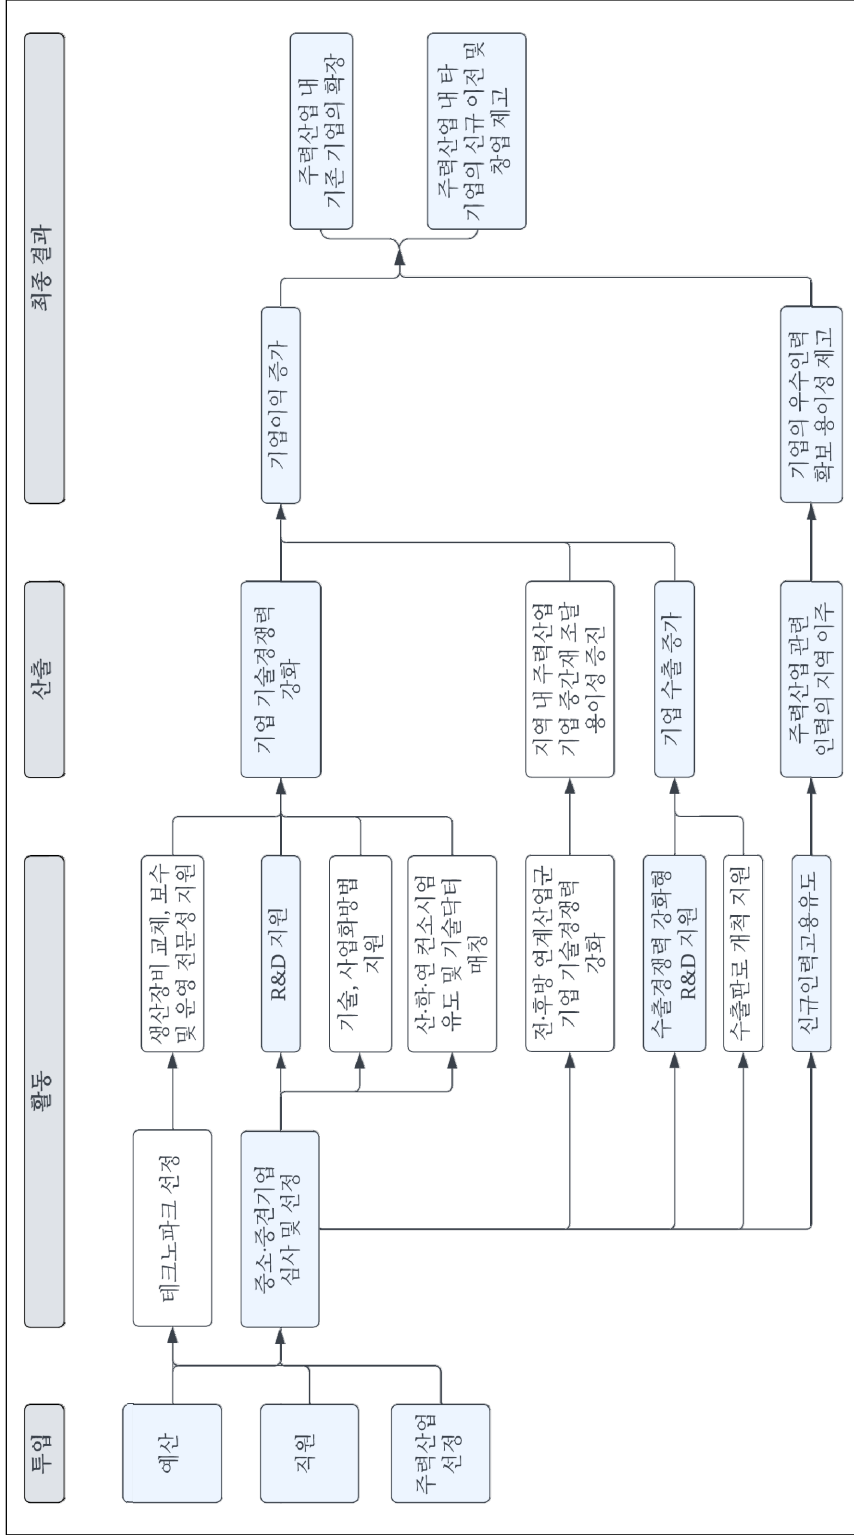 투입
활동
산출
최종 결과
예산
직원
주력산업
선정
테크노파크 선정
중소·중견기업
심사 및 선정
생산장비 교체, 보수
및 운영 전문성 지원
R&D 지원
기술, 사업화방법
지원
산·학·연 컨소시엄
유도 및 기술닥터
매칭
전·후방 연계산업군
기업 기술경쟁력
강화
수출경쟁력 강화형
R&D 지원
수출판로 개척 지원
신규인력고용유도
기업 기술경쟁력
강화
지역 내 주력산업
기업 중간재 조달
용이성 증진
기업 수출 증가
주력산업 관련
인력의 지역 이주
기업이익 증가
기업의 우수인력
확보 용이성 제고
주력산업 내
기존 기업의 확장
주력산업 내 타
기업의 신규 이전 및
창업 제고